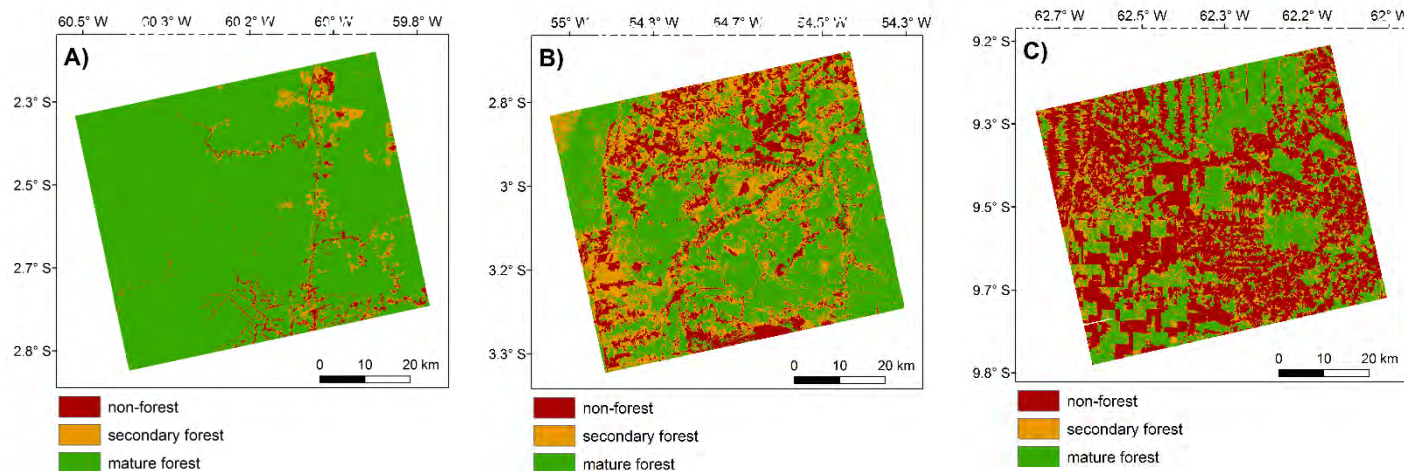 60.5° W 60.3° W 60.2° W 60° W 59.8° W
55° W 54.8° W 54.7° W 54.5° W 54.3° W
62.7° W 62.5° W 62.3° W 62.2° W 62° W
A)
2.3° S
2.5° S
2.7° S
2.8° S
0 10 20 km
non-forest
secondary forest
mature forest
B)
2.8° S
3° S
3.2° S
3.3° S
0 10 20 km
non-forest
secondary forest
mature forest
C)
9.2° S
9.3° S
9.5° S
9.7° S
9.8° S
0 10 20 km
non-forest
secondary forest
mature forest